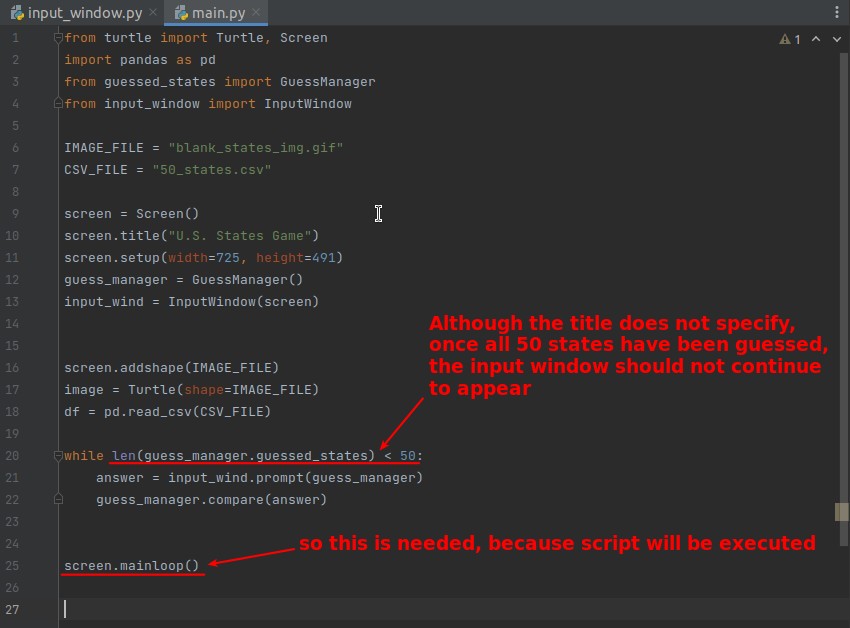 input_window.py
main.py
1 from turtle import Turtle, Screen
1
2 import pandas as pd
3 from guessed_states import GuessManager
4 from input_window import InputWindow
5
6 IMAGE_FILE = "blank_states_img.gif"
7 CSV_FILE = "50_states.csv"
8
9 screen = Screen()
10 screen.title("U.S. States Game")
11 screen.setup(width=725, height=491)
12 guess_manager = GuessManager()
13 input_wind = InputWindow(screen)
14
15
Although the title does not specify,
once all 50 states have been guessed,
the input window should not continue
to appear
16 screen.addshape(IMAGE_FILE)
17 image = Turtle(shape=IMAGE_FILE)
18 df = pd.read_csv(CSV_FILE)
19
20 while len(guess_manager.guessed_states) < 50:
21     answer = input_wind.prompt(guess_manager)
22     guess_manager.compare(answer)
23
24
so this is needed, because script will be executed
25 screen.mainloop()
26
27